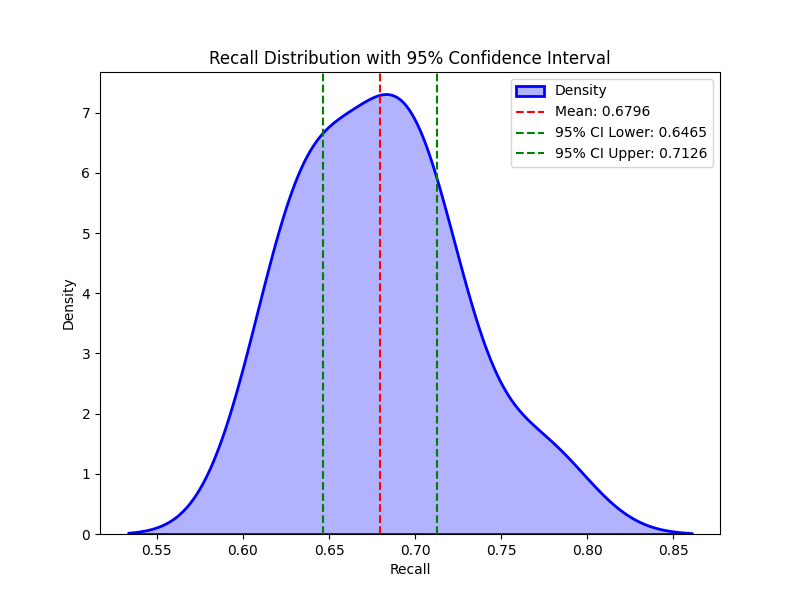 Recall Distribution with 95% Confidence Interval
Density
Mean: 0.6796
95% CI Lower: 0.6465
95% CI Upper: 0.7126
7
6
5
4
3
2
1
0
Density
0.55 0.60 0.65 0.70 0.75 0.80 0.85
Recall